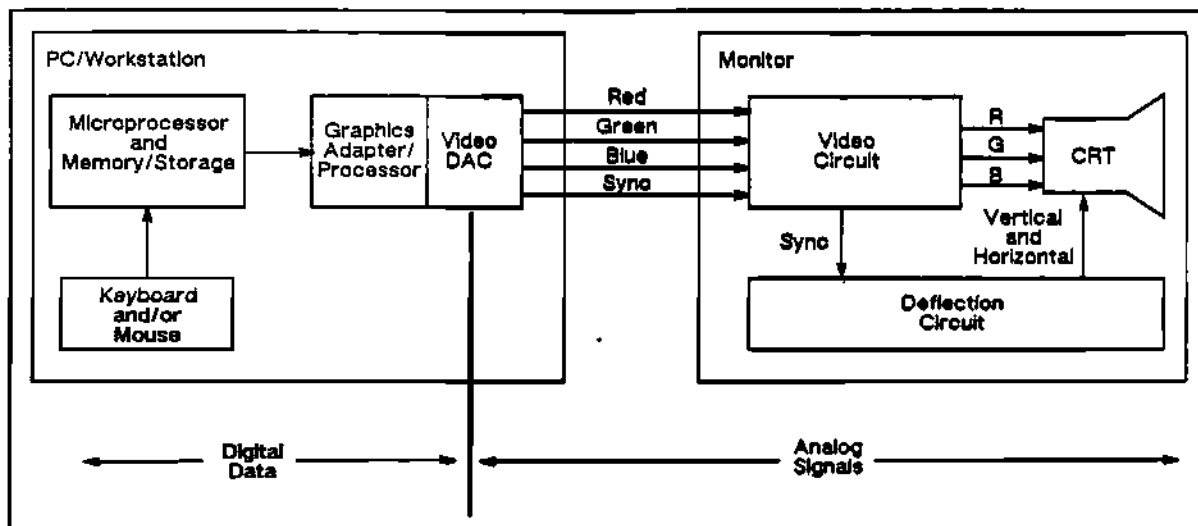 PC/Workstation
Microprocessor
and
Memory/Storage
Graphics
Adapter/
Processor
Video
DAC
Keyboard
and/or
Mouse
Red
Green
Blue
Sync
Monitor
Video
Circuit
R
G
B
CRT
Sync
Vertical
and
Horizontal
Deflection
Circuit
Digital
Data
Analog
Signals